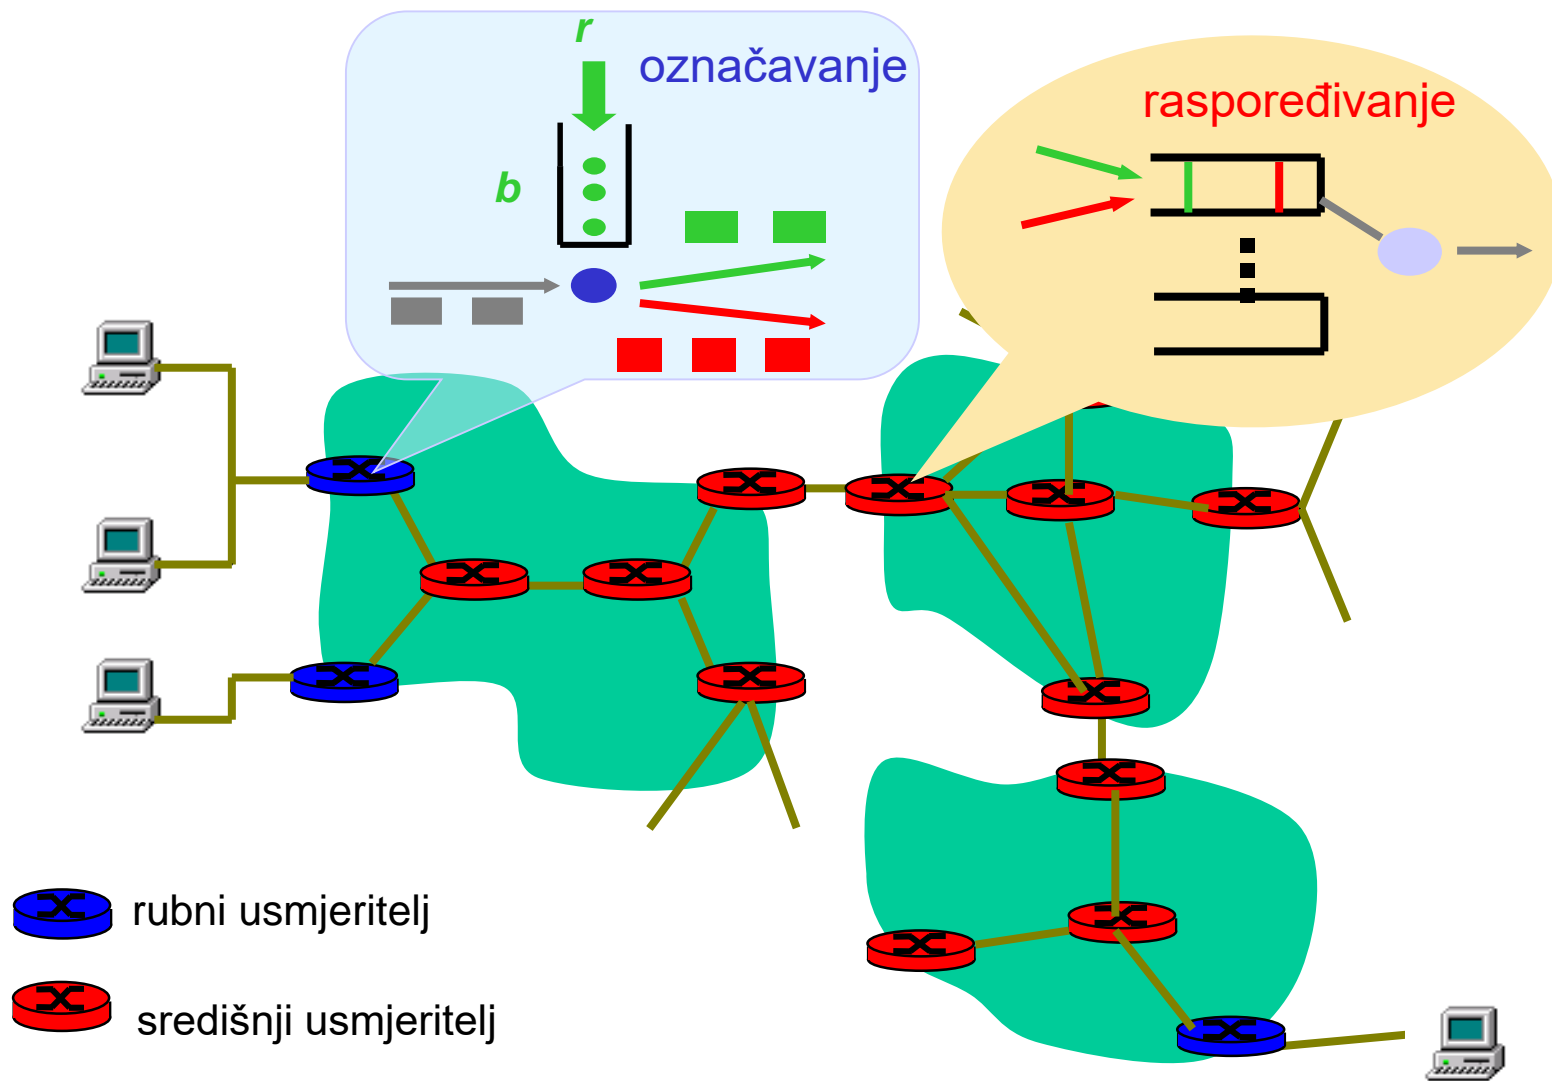 r
označavanje
b
raspoređivanje
rubni usmjeritelj
središnji usmjeritelj